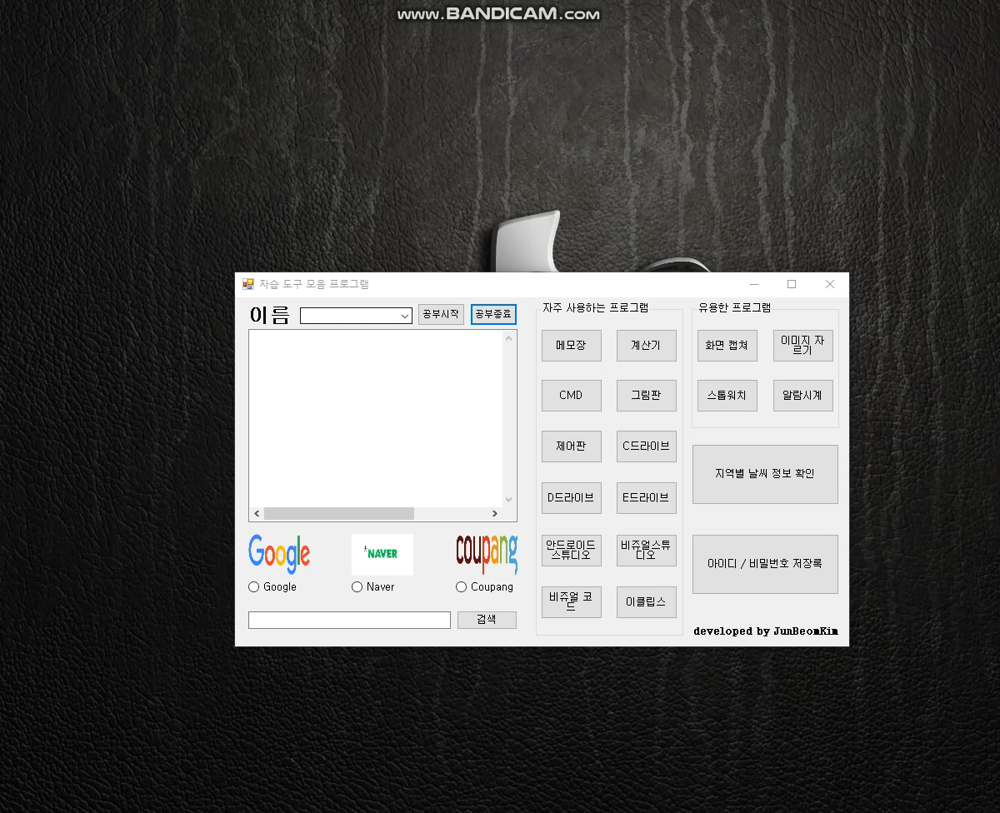 www.BANDICAM.com
자습 도구 모음 프로그램
이름
공부시작
공부종료
자주 사용하는 프로그램
메모장
계산기
CMD
그림판
제어판
C드라이브
D드라이브
E드라이브
안드로이드
스튜디오
비쥬얼스튜
디오
비쥬얼 코
드
이클립스
유용한 프로그램
화면 캡쳐
이미지 자
르기
스톱워치
알람시계
지역별 날씨 정보 확인
아이디 / 비밀번호 저장록
developed by JunBeomKim
Google
NAVER
coupang
Google
Naver
Coupang
검색